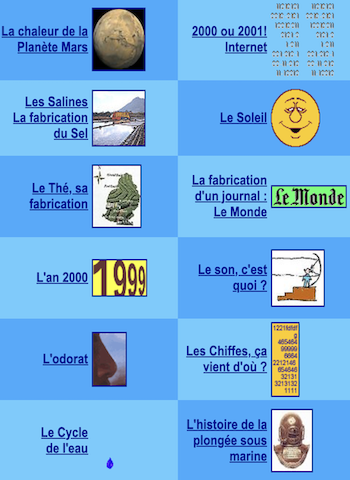 La chaleur de la
Planète Mars
2000 ou 2001!
Internet
Les Salines
La fabrication
du Sel
Le Soleil
Le Thé, sa
fabrication
La fabrication
d'un journal :
Le Monde
Le Monde
L'an 2000
1999
Le son, c'est
quoi ?
L'odorat
Les Chiffes, ça
vient d'où ?
1221fdfdf
g
465464
99999
6664
2212146
654646
32131
3213132
1111
Le Cycle
de l'eau
L'histoire de la
plongée sous
marine